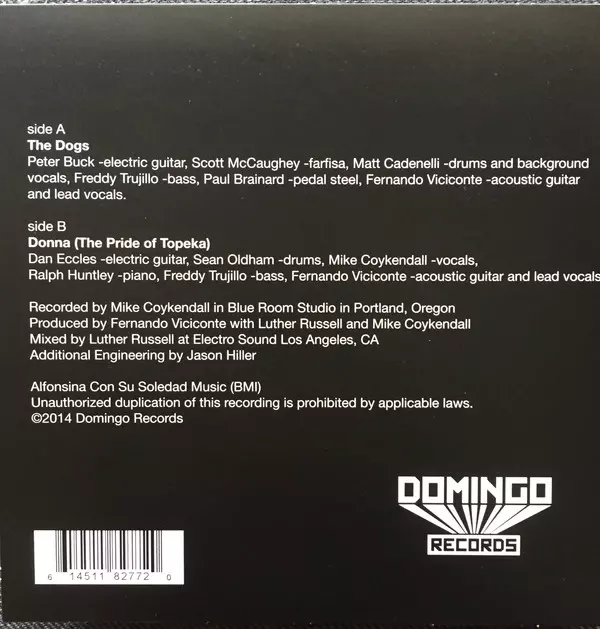 side A
The Dogs
Peter Buck -electric guitar, Scott McCaughey -farfisa, Matt Cadenelli -drums and background
vocals, Freddy Trujillo -bass, Paul Brainard -pedal steel, Fernando Viciconte -acoustic guitar
and lead vocals.
side B
Donna (The Pride of Topeka)
Dan Eccles -electric guitar, Sean Oldham -drums, Mike Coykendall -vocals,
Ralph Huntley -piano, Freddy Trujillo -bass, Fernando Viciconte -acoustic guitar and lead vocals
Recorded by Mike Coykendall in Blue Room Studio in Portland, Oregon
Produced by Fernando Viciconte with Luther Russell and Mike Coykendall
Mixed by Luther Russell at Electro Sound Los Angeles, CA
Additional Engineering by Jason Hiller
Alfonsina Con Su Soledad Music (BMI)
Unauthorized duplication of this recording is prohibited by applicable laws.
©2014 Domingo Records
DOMINGO
RECORDS
6 14511 82772 0